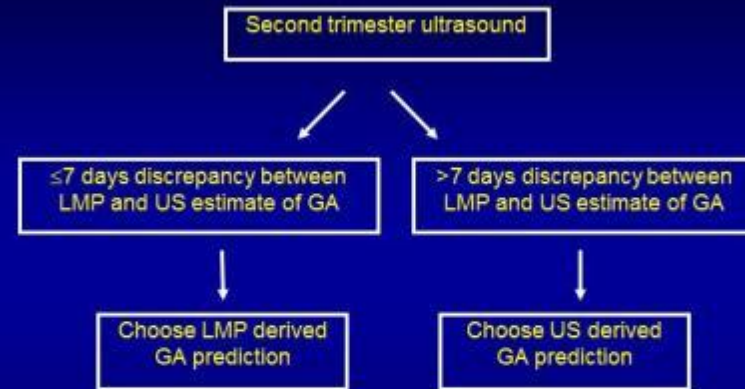 Second trimester ultrasound
≤7 days discrepancy between
LMP and US estimate of GA
>7 days discrepancy between
LMP and US estimate of GA
Choose LMP derived
GA prediction
Choose US derived
GA prediction